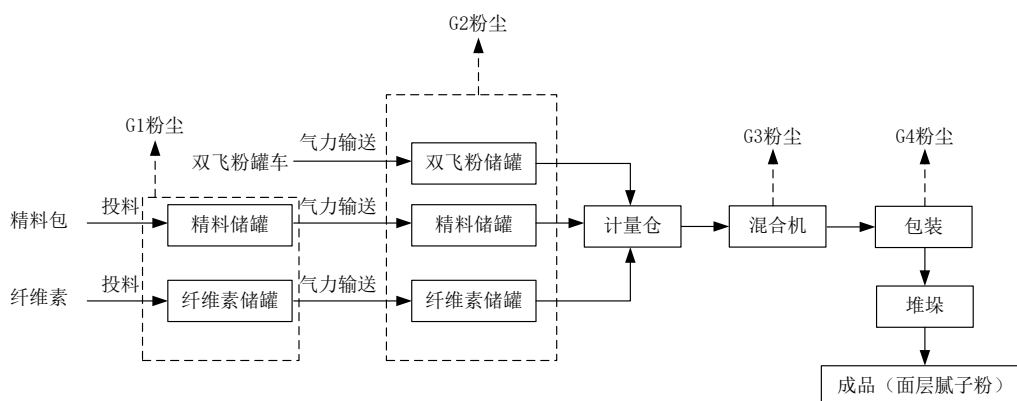 G2粉尘
G1粉尘
气力输送
G3粉尘
G4粉尘
双飞粉罐车
双飞粉储罐
投料
气力输送
精料包
精料储罐
精料储罐
计量仓
混合机
包装
投料
气力输送
纤维素
纤维素储罐
纤维素储罐
堆垛
成品（面层腻子粉）